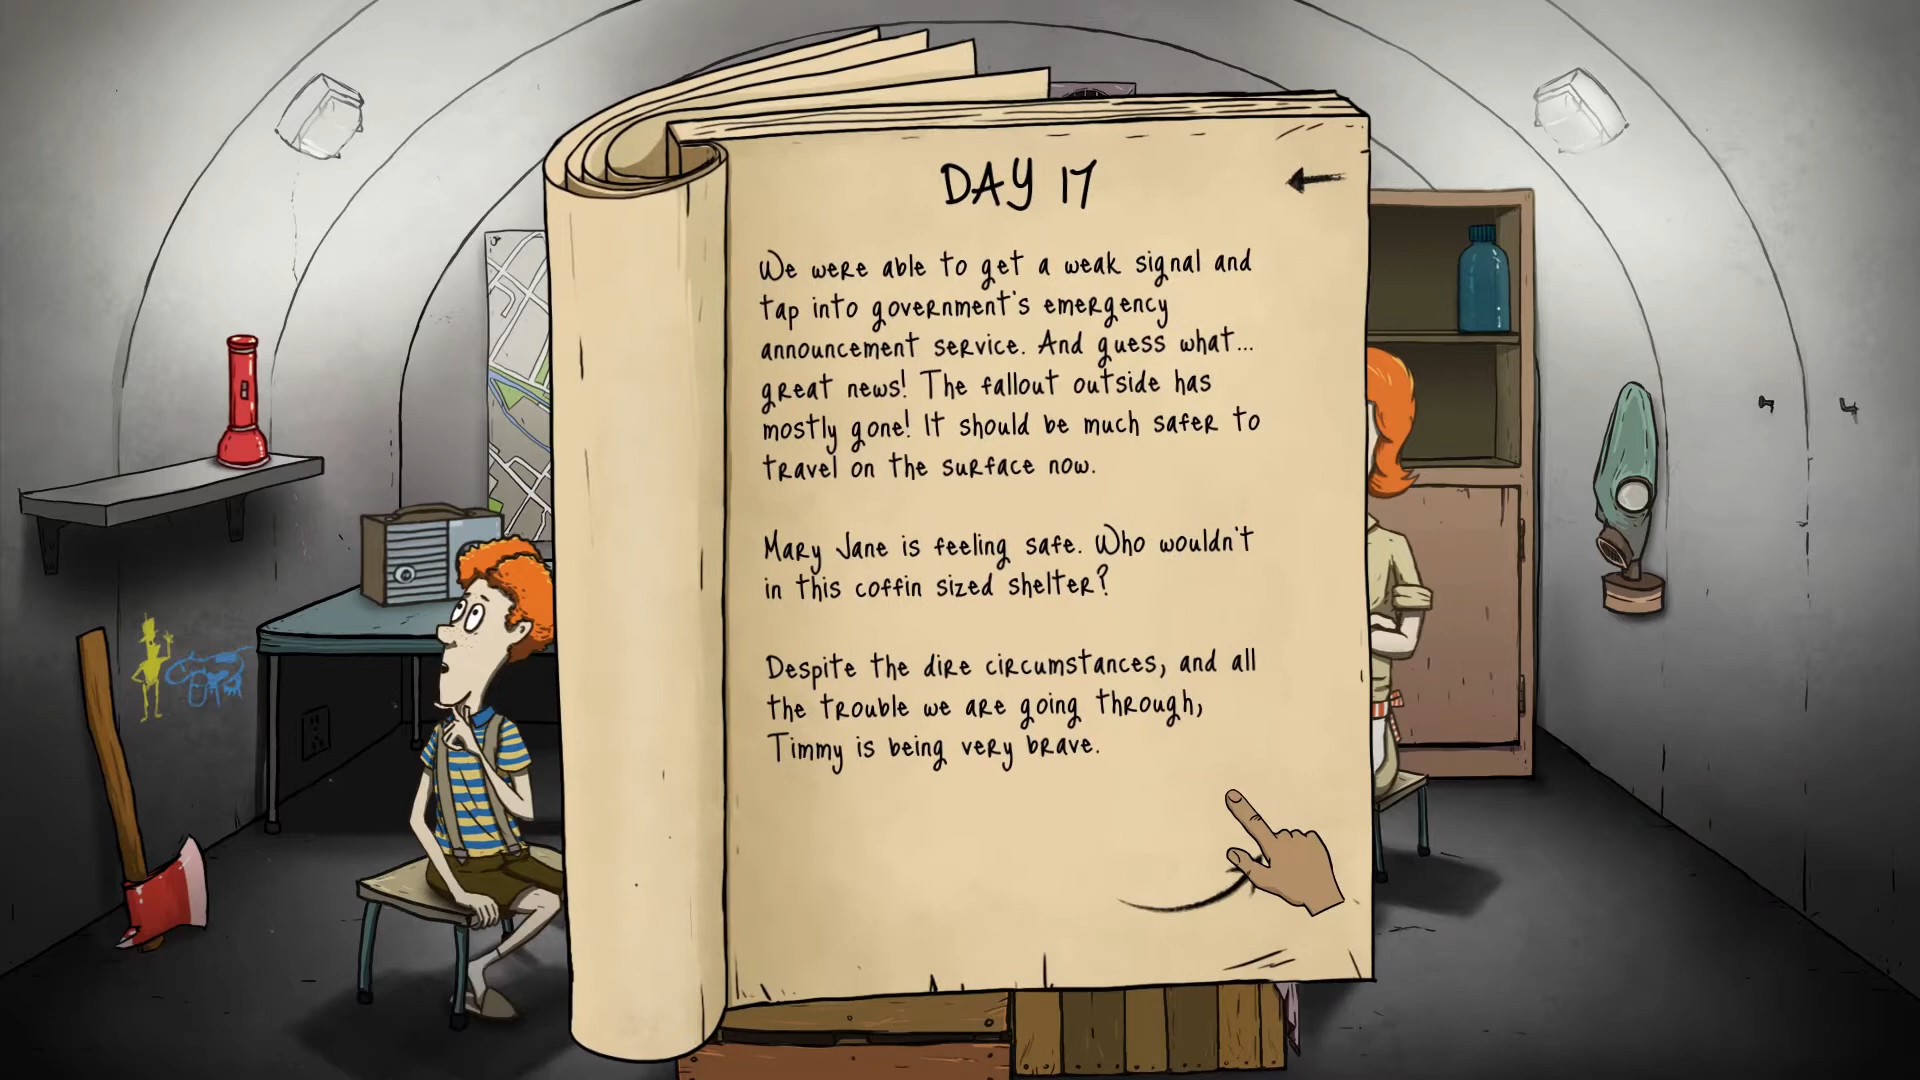 DAY 17
We were able to get a weak signal and
tap into government's emergency
announcement service. And guess what...
great news! The fallout outside has
mostly gone! It should be much safer to
travel on the surface now.
Mary Jane is feeling safe. Who wouldn't
in this coffin sized shelter?
Despite the dire circumstances, and all
the trouble we are going through,
Timmy is being very brave.